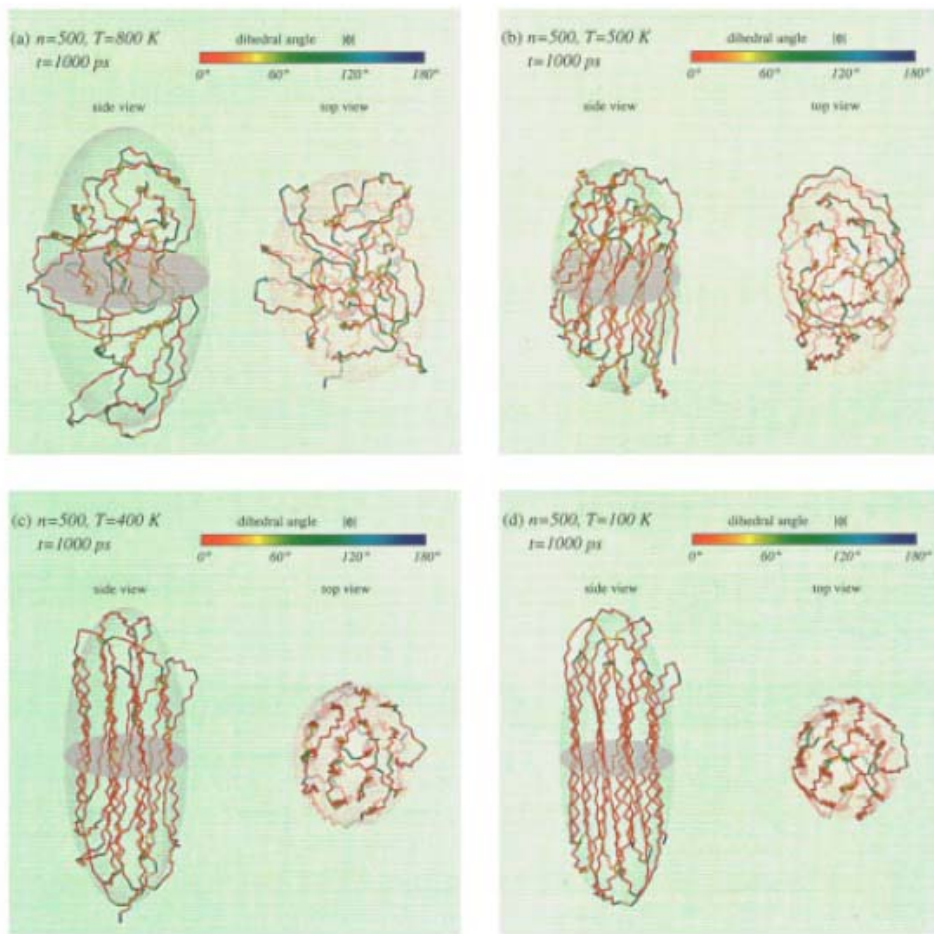 (a) n=500, T=800 K
t=1000 ps
dihedral angle |Φ|
0° 60° 120° 180°
side view top view
(b) n=500, T=500 K
t=1000 ps
dihedral angle |Φ|
0° 60° 120° 180°
side view top view
(c) n=500, T=400 K
t=1000 ps
dihedral angle |Φ|
0° 60° 120° 180°
side view top view
(d) n=500, T=100 K
t=1000 ps
dihedral angle |Φ|
0° 60° 120° 180°
side view top view